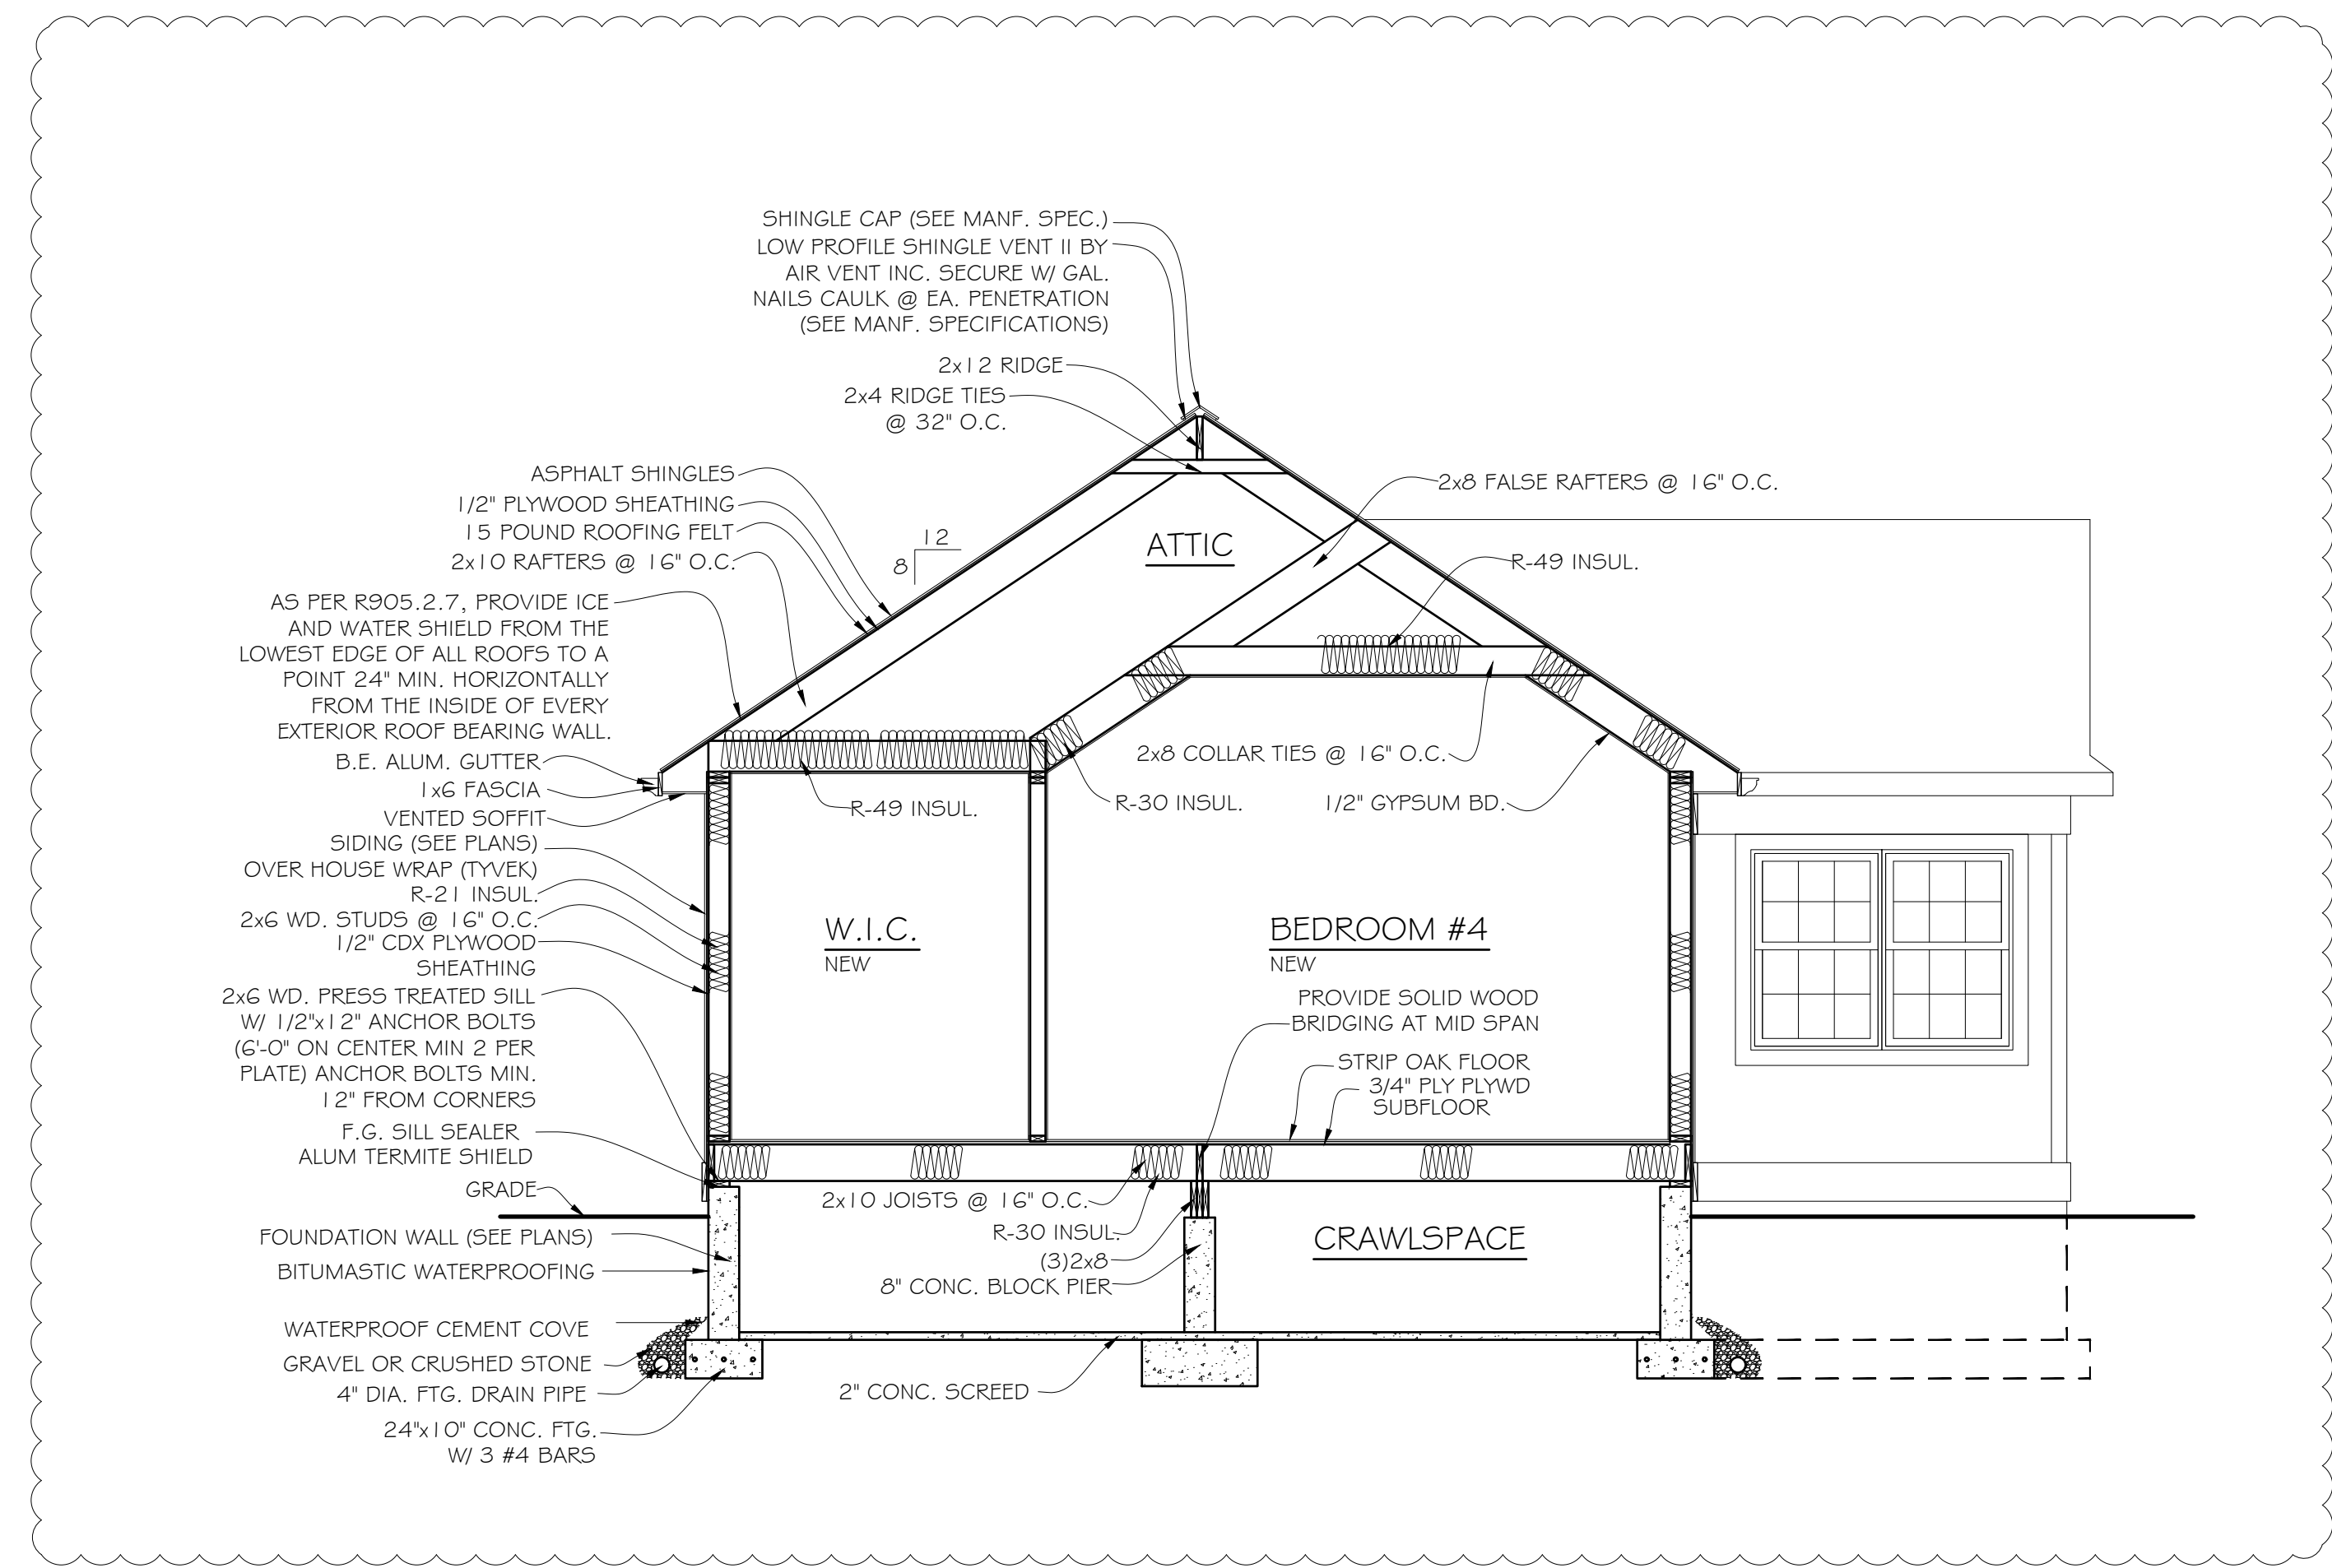 SHINGLE CAP (SEE MANF. SPEC.)
LOW PROFILE SHINGLE VENT II BY
AIR VENT INC. SECURE W/ GAL.
NAILS CAULK @ EA. PENETRATION
(SEE MANF. SPECIFICATIONS)
2x12 RIDGE
2x4 RIDGE TIES
@ 32" O.C.
ASPHALT SHINGLES
1/2" PLYWOOD SHEATHING
15 POUND ROOFING FELT
2x10 RAFTERS @ 16" O.C.
12
8
AS PER R905.2.7, PROVIDE ICE
AND WATER SHIELD FROM THE
LOWEST EDGE OF ALL ROOFS TO A
POINT 24" MIN. HORIZONTALLY
FROM THE INSIDE OF EVERY
EXTERIOR ROOF BEARING WALL.
B.E. ALUM. GUTTER
1x6 FASCIA
VENTED SOFFIT
SIDING (SEE PLANS)
OVER HOUSE WRAP (TYVEK)
R-21 INSUL.
2x6 WD. STUDS @ 16" O.C.
1/2" CDX PLYWOOD
SHEATHING
2x6 WD. PRESS TREATED SILL
W/ 1/2"x12" ANCHOR BOLTS
(6'-0" ON CENTER MIN 2 PER
PLATE) ANCHOR BOLTS MIN.
12" FROM CORNERS
F.G. SILL SEALER
ALUM TERMITE SHIELD
GRADE
FOUNDATION WALL (SEE PLANS)
BITUMASTIC WATERPROOFING
WATERPROOF CEMENT COVE
GRAVEL OR CRUSHED STONE
4" DIA. FTG. DRAIN PIPE
24"x10" CONC. FTG.
W/ 3 #4 BARS
2x8 FALSE RAFTERS @ 16" O.C.
ATTIC
R-49 INSUL.
2x8 COLLAR TIES @ 16" O.C.
R-49 INSUL.
R-30 INSUL.
1/2" GYPSUM BD.
W.I.C.
NEW
BEDROOM #4
NEW
PROVIDE SOLID WOOD
BRIDGING AT MID SPAN
STRIP OAK FLOOR
3/4" PLY PLYWD
SUBFLOOR
2x10 JOISTS @ 16" O.C.
R-30 INSUL.
(3)2x8
8" CONC. BLOCK PIER
CRAWLSPACE
2" CONC. SCREED